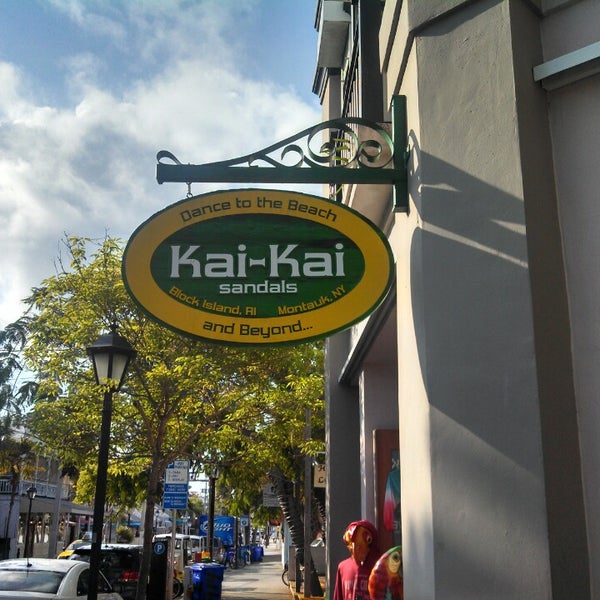 Dance to the Beach
Kai-Kai
sandals
Block Island, RI Montauk, NY
and Beyond...